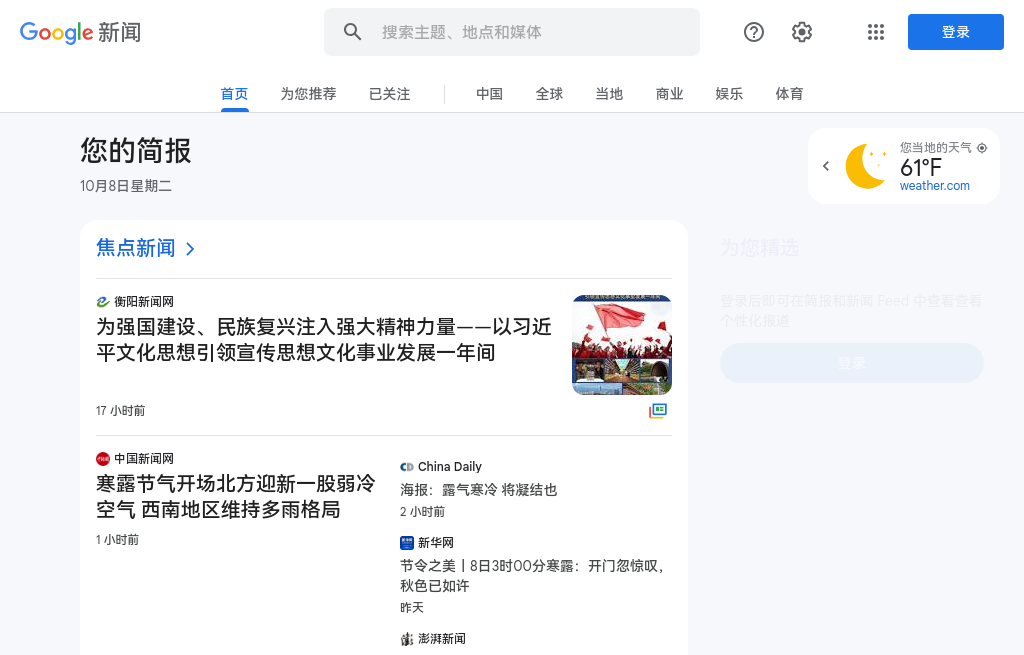 Google 新闻
搜索主题、地点和媒体
登录
首页
为您推荐
已关注
中国
全球
当地
商业
娱乐
体育
您的简报
10月8日星期二
您当地的天气
61°F
weather.com
焦点新闻
衡阳新闻网
为强国建设、民族复兴注入强大精神力量——以习近
平文化思想引领宣传思想文化事业发展一年间
17 小时前
中国新闻网
寒露节气开场北方迎新一股弱冷
空气 西南地区维持多雨格局
1 小时前
China Daily
海报：露气寒冷 将凝结也
2 小时前
新华网
节令之美丨8日3时00分寒露：开门忽惊叹，
秋色已如许
昨天
澎湃新闻
为您精选
登录后即可在简报和新闻 Feed 中查看查看
个性化报道
登录